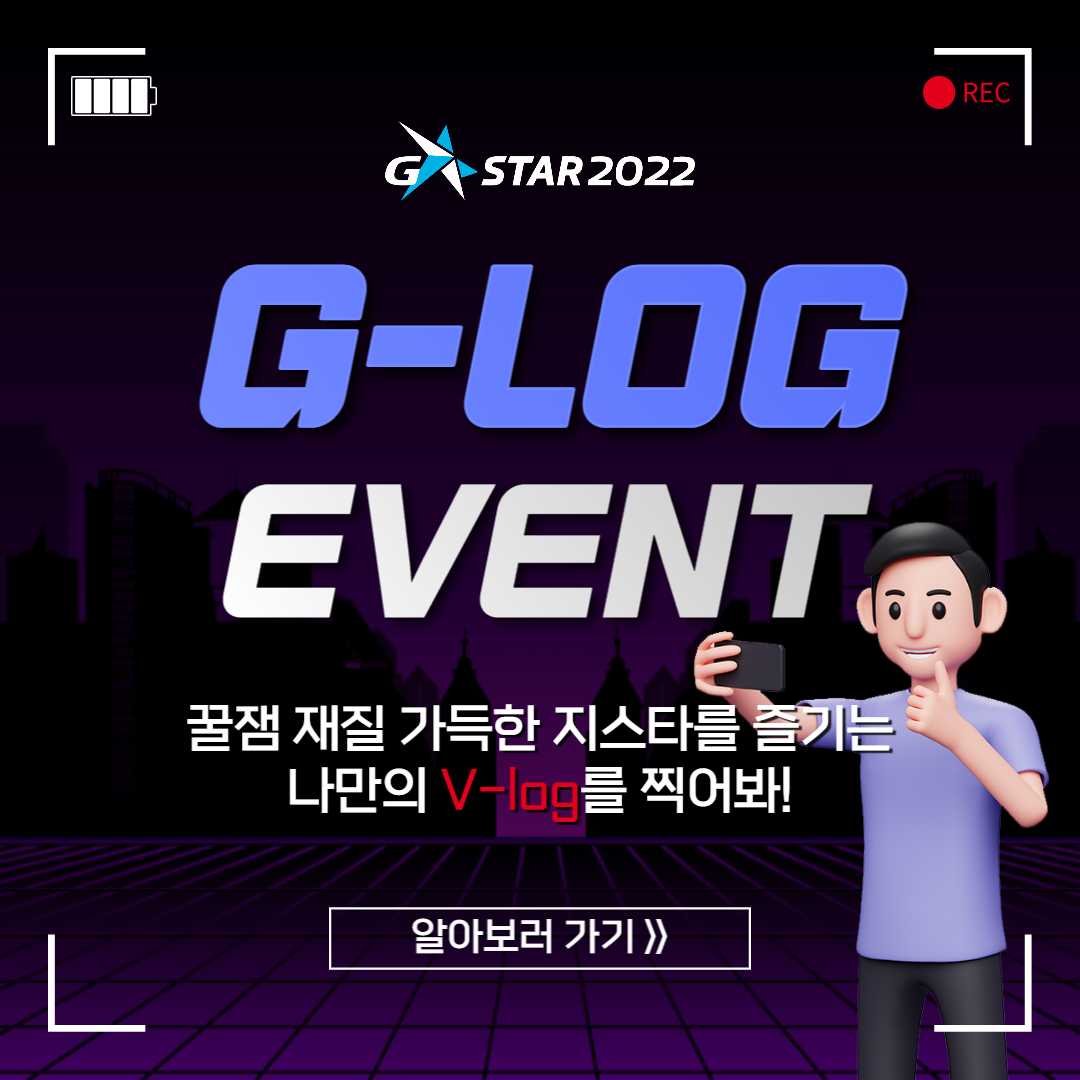 REC
G STAR 2022
G-LOG
EVENT
꿀잼 재질 가득한 지스타를 즐기는
나만의 V-log를 찍어봐!
알아보러 가기 》